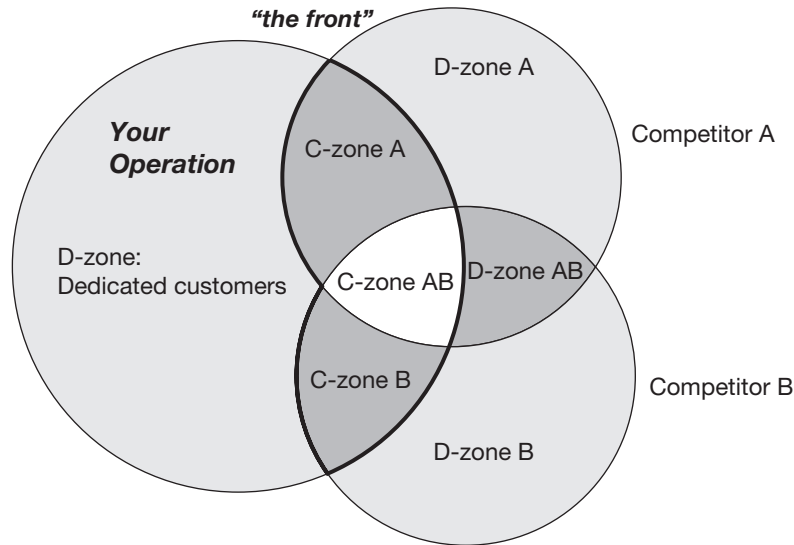 “the front”
D-zone A
Your
Operation
C-zone A
Competitor A
D-zone:
Dedicated customers
C-zone AB
D-zone AB
C-zone B
Competitor B
D-zone B